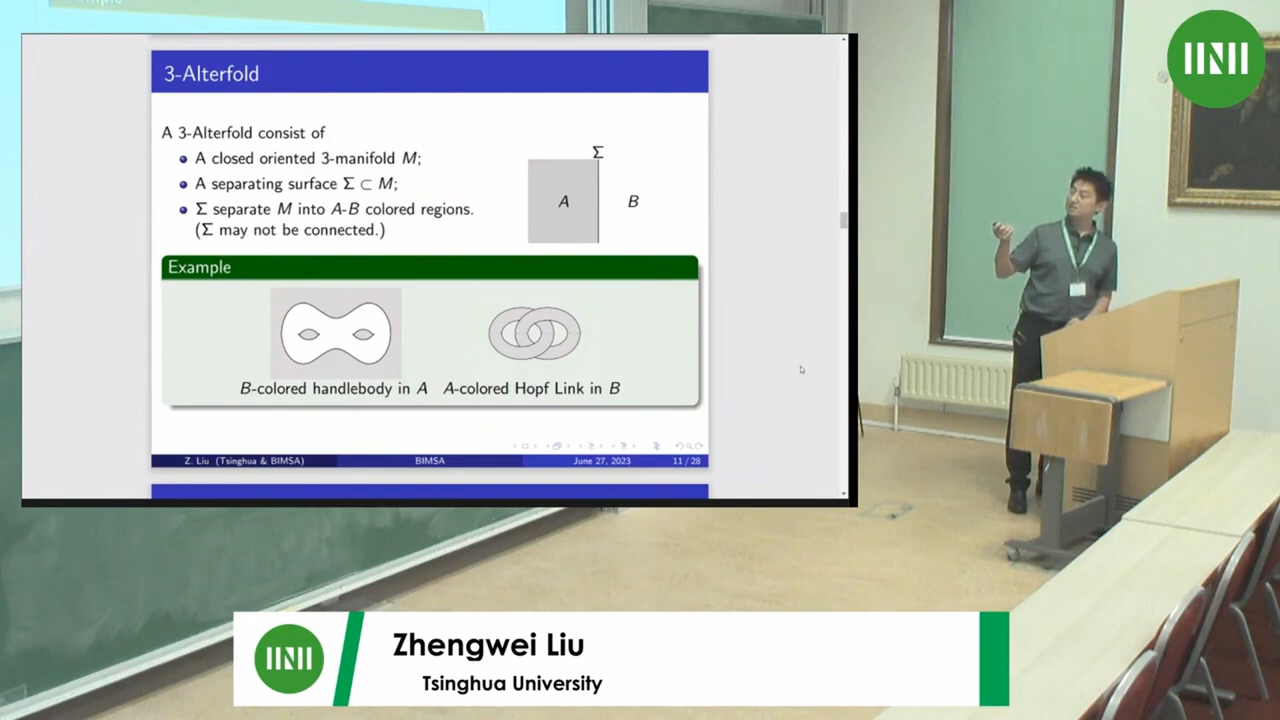 3-Alterfold
A 3-Alterfold consist of
A closed oriented 3-manifold M;
A separating surface Σ ⊂ M;
Σ separate M into A-B colored regions.
(Σ may not be connected.)
Σ
A
B
Example
B-colored handlebody in A
A-colored Hopf Link in B
Z. Liu (Tsinghua & BIMSA)
BIMSA
June 27, 2023
11 / 28
Zhengwei Liu
Tsinghua University